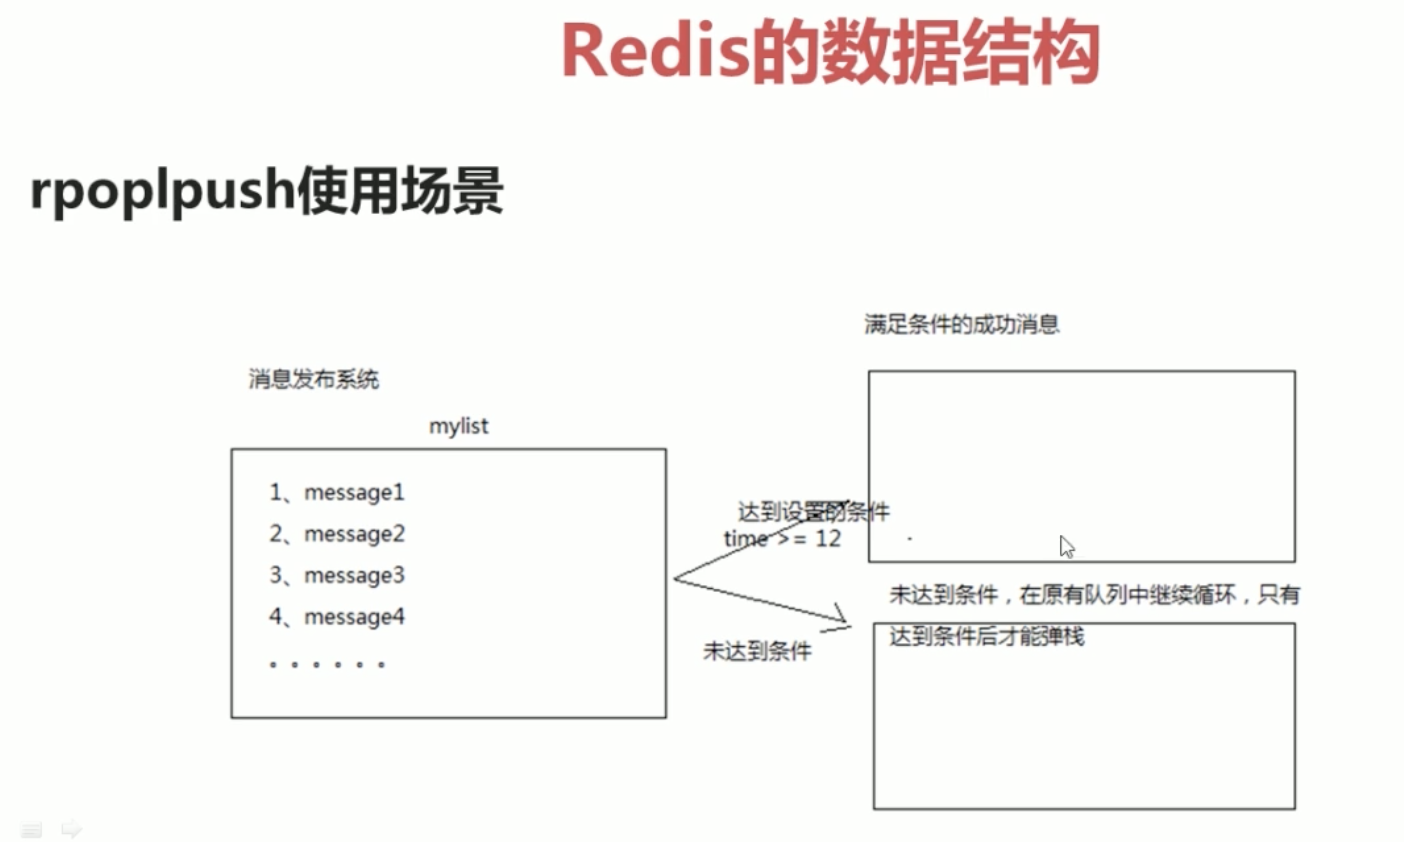 Redis的数据结构
rpoplpush使用场景
消息发布系统
mylist
1、message1
2、message2
3、message3
4、message4
。。。。。。
达到设置的条件
time >= 12
未达到条件
满足条件的成功消息
未达到条件，在原有队列中继续循环，只有
达到条件后才能弹栈